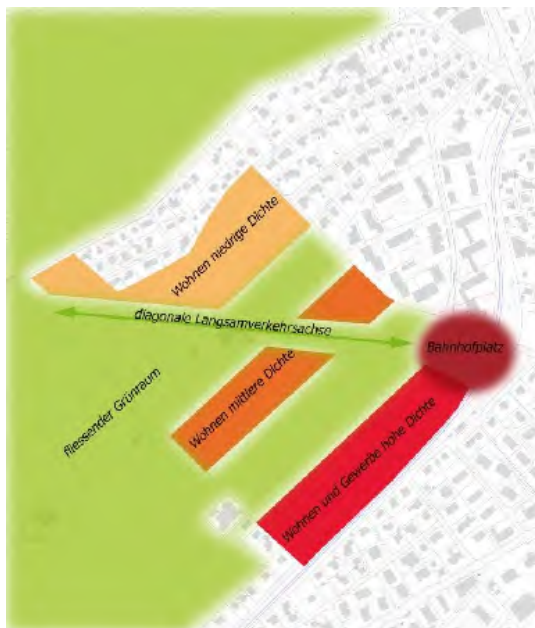 Wohnen niedrige Dichte
diagonale Langsamverkehrsachse
Bahnhofplatz
Wohnen mittlere Dichte
fliessender Grünraum
Wohnen und Gewerbe hohe Dichte